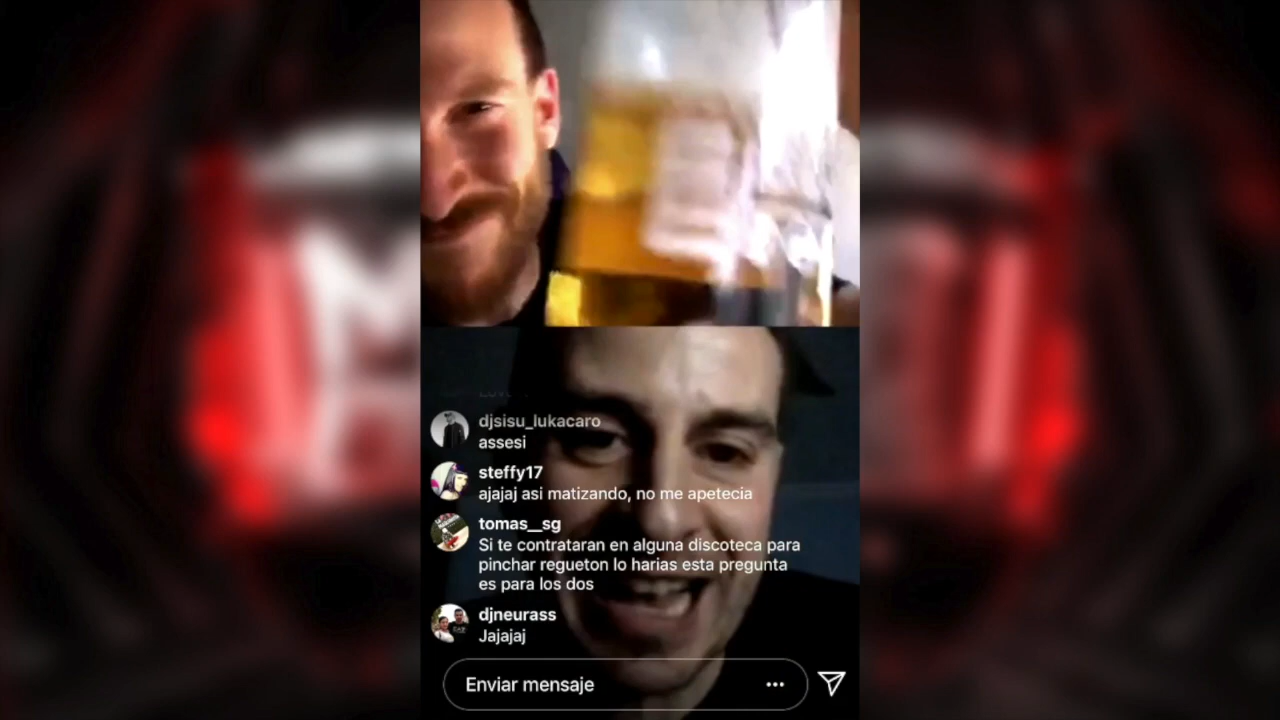 djsisu_lukacaro
assesi
steffy17
ajajaj asi matizando, no me apetecia
tomas__sg
Si te contrataran en alguna discoteca para
pinchar regueton lo harias esta pregunta
es para los dos
djneurass
Jajajaj
Enviar mensaje